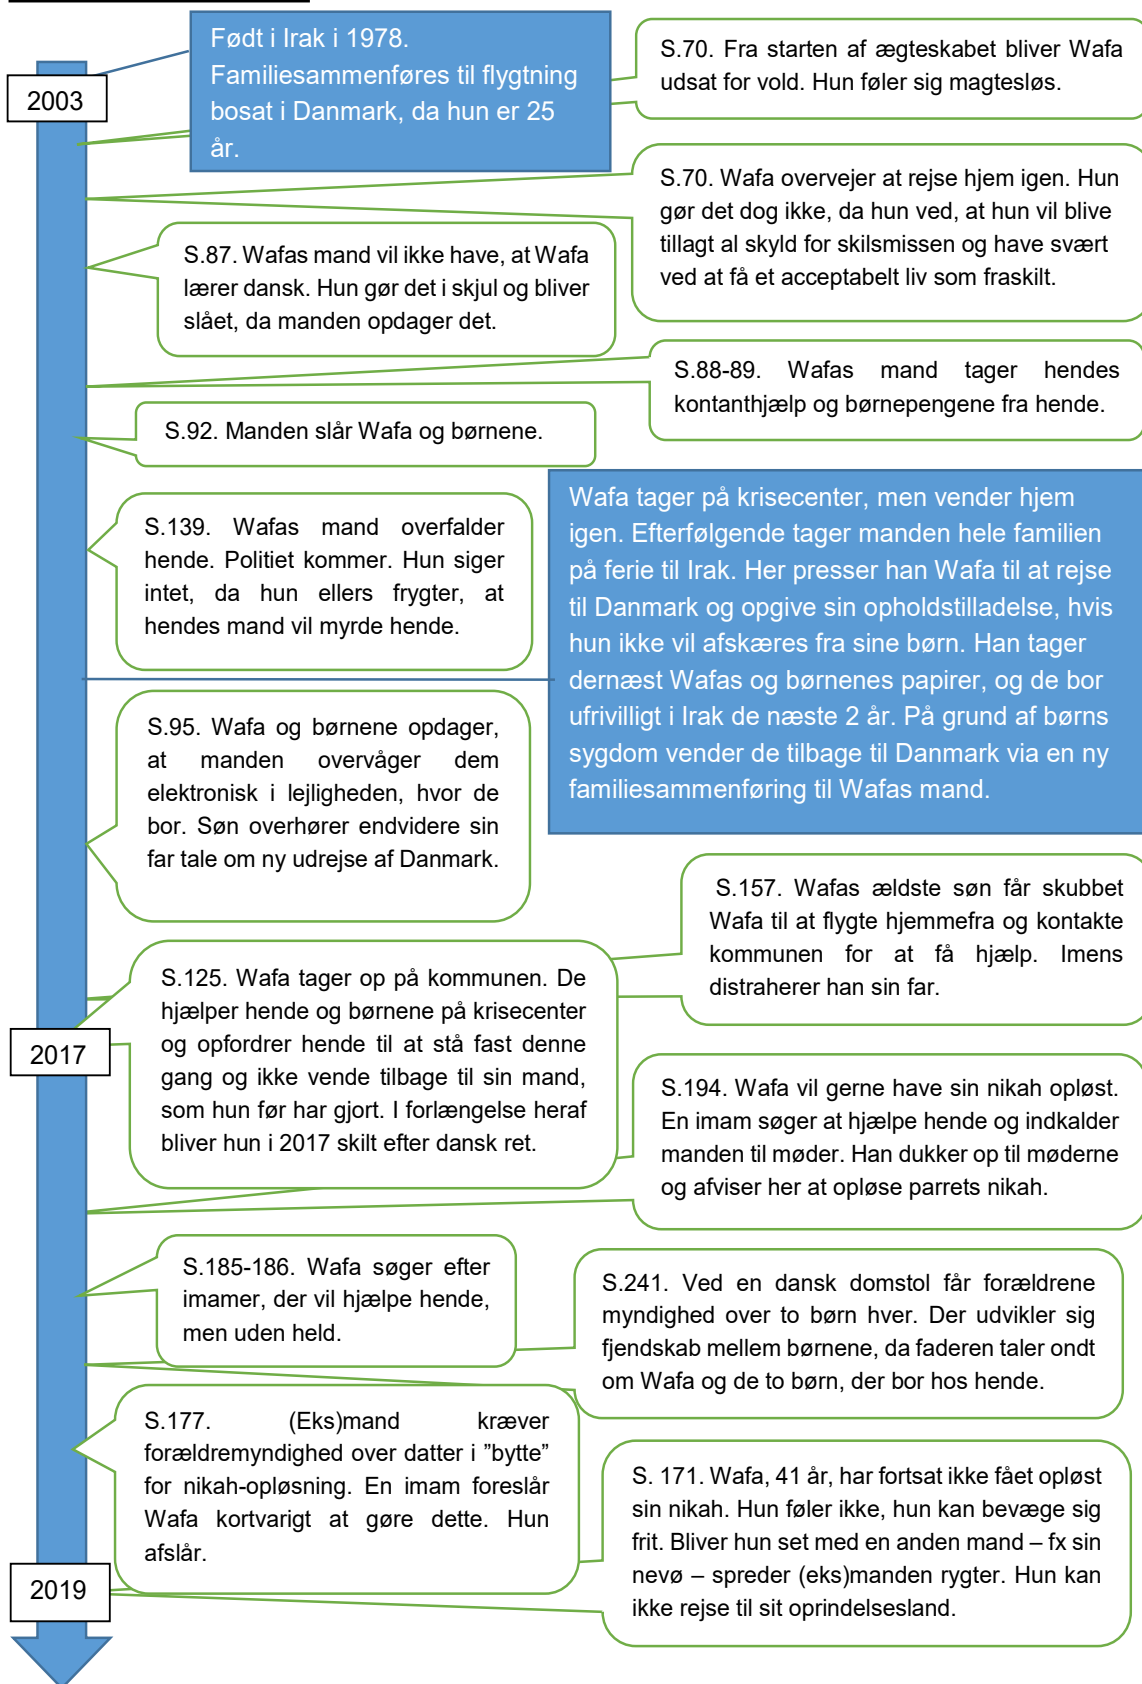 Født i Irak i 1978.
Familiesammenføres til flygtning
bosat i Danmark, da hun er 25
år.
2003
S.70. Fra starten af ægteskabet bliver Wafa
udsat for vold. Hun føler sig magtesløs.
S.70. Wafa overvejer at rejse hjem igen. Hun
gør det dog ikke, da hun ved, at hun vil blive
tillagt al skyld for skilsmissen og have svært
ved at få et acceptabelt liv som fraskilt.
S.87. Wafas mand vil ikke have, at Wafa
lærer dansk. Hun gør det i skjul og bliver
slået, da manden opdager det.
S.88-89. Wafas mand tager hendes
kontanthjælp og børnepengene fra hende.
S.92. Manden slår Wafa og børnene.
S.139. Wafas mand overfalder
hende. Politiet kommer. Hun siger
intet, da hun ellers frygter, at
hendes mand vil myrde hende.
Wafa tager på krisecenter, men vender hjem
igen. Efterfølgende tager manden hele familien
på ferie til Irak. Her presser han Wafa til at rejse
til Danmark og opgive sin opholdstilladelse, hvis
hun ikke vil afskæres fra sine børn. Han tager
dernæst Wafas og børnenes papirer, og de bor
ufrivilligt i Irak de næste 2 år. På grund af børns
sygdom vender de tilbage til Danmark via en ny
familiesammenføring til Wafas mand.
S.95. Wafa og børnene opdager,
at manden overvåger dem
elektronisk i lejligheden, hvor de
bor. Søn overhører endvidere sin
far tale om ny udrejse af Danmark.
S.157. Wafas ældste søn får skubbet
Wafa til at flygte hjemmefra og kontakte
kommunen for at få hjælp. Imens
distraherer han sin far.
S.125. Wafa tager op på kommunen. De
hjælper hende og børnene på krisecenter
og opfordrer hende til at stå fast denne
gang og ikke vende tilbage til sin mand,
som hun før har gjort. I forlængelse heraf
bliver hun i 2017 skilt efter dansk ret.
2017
S.194. Wafa vil gerne have sin nikah opløst.
En imam søger at hjælpe hende og indkalder
manden til møder. Han dukker op til møderne
og afviser her at opløse parrets nikah.
S.185-186. Wafa søger efter
imamer, der vil hjælpe hende,
men uden held.
S.241. Ved en dansk domstol får forældrene
myndighed over to børn hver. Der udvikler sig
fjendskab mellem børnene, da faderen taler ondt
om Wafa og de to børn, der bor hos hende.
S.177. (Eks)mand kræver
forældremyndighed over datter i ”bytte”
for nikah-opløsning. En imam foreslår
Wafa kortvarigt at gøre dette. Hun
afslår.
S. 171. Wafa, 41 år, har fortsat ikke fået opløst
sin nikah. Hun føler ikke, hun kan bevæge sig
frit. Bliver hun set med en anden mand – fx sin
nevø – spreder (eks)manden rygter. Hun kan
ikke rejse til sit oprindelsesland.
2019